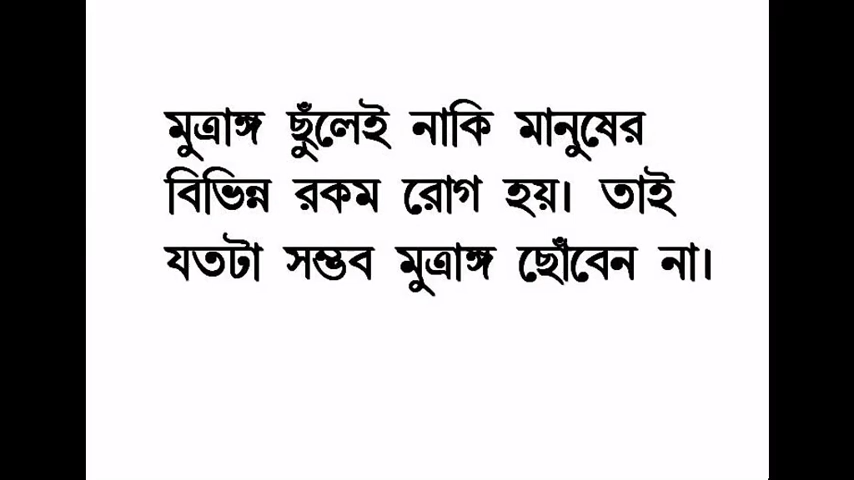 মুত্রাঙ্গ ছুঁলেই নাকি মানুষের
বিভিন্ন রকম রোগ হয়। তাই
যতটা সম্ভব মুত্রাঙ্গ ছোঁবেন না।